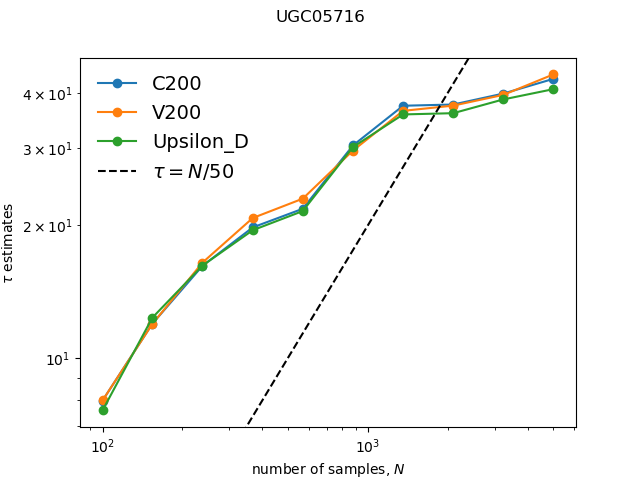 UGC05716
C200
V200
Upsilon_D
τ = N/50
4 × 10¹
3 × 10¹
2 × 10¹
10¹
τ estimates
10² 10³
number of samples, N